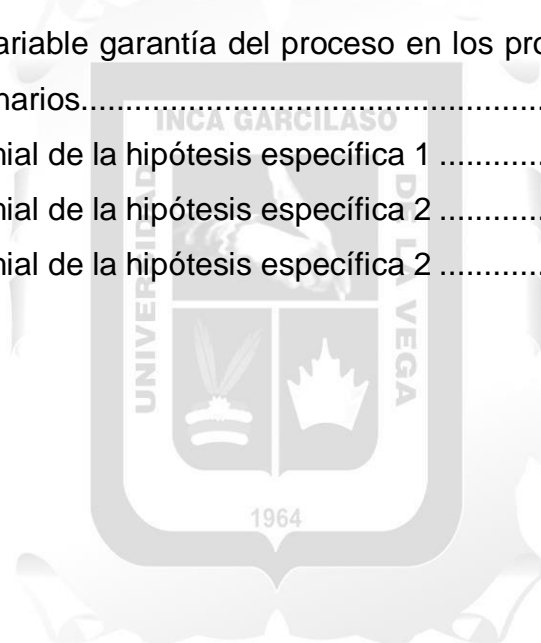 ariable garantía del proceso en los pro
narios...........................................
nial de la hipótesis específica 1 ............
nial de la hipótesis específica 2 ............
nial de la hipótesis específica 2 ............
INCA GARCILASO
UNIVERSIDAD
DE LA VEGA
1964